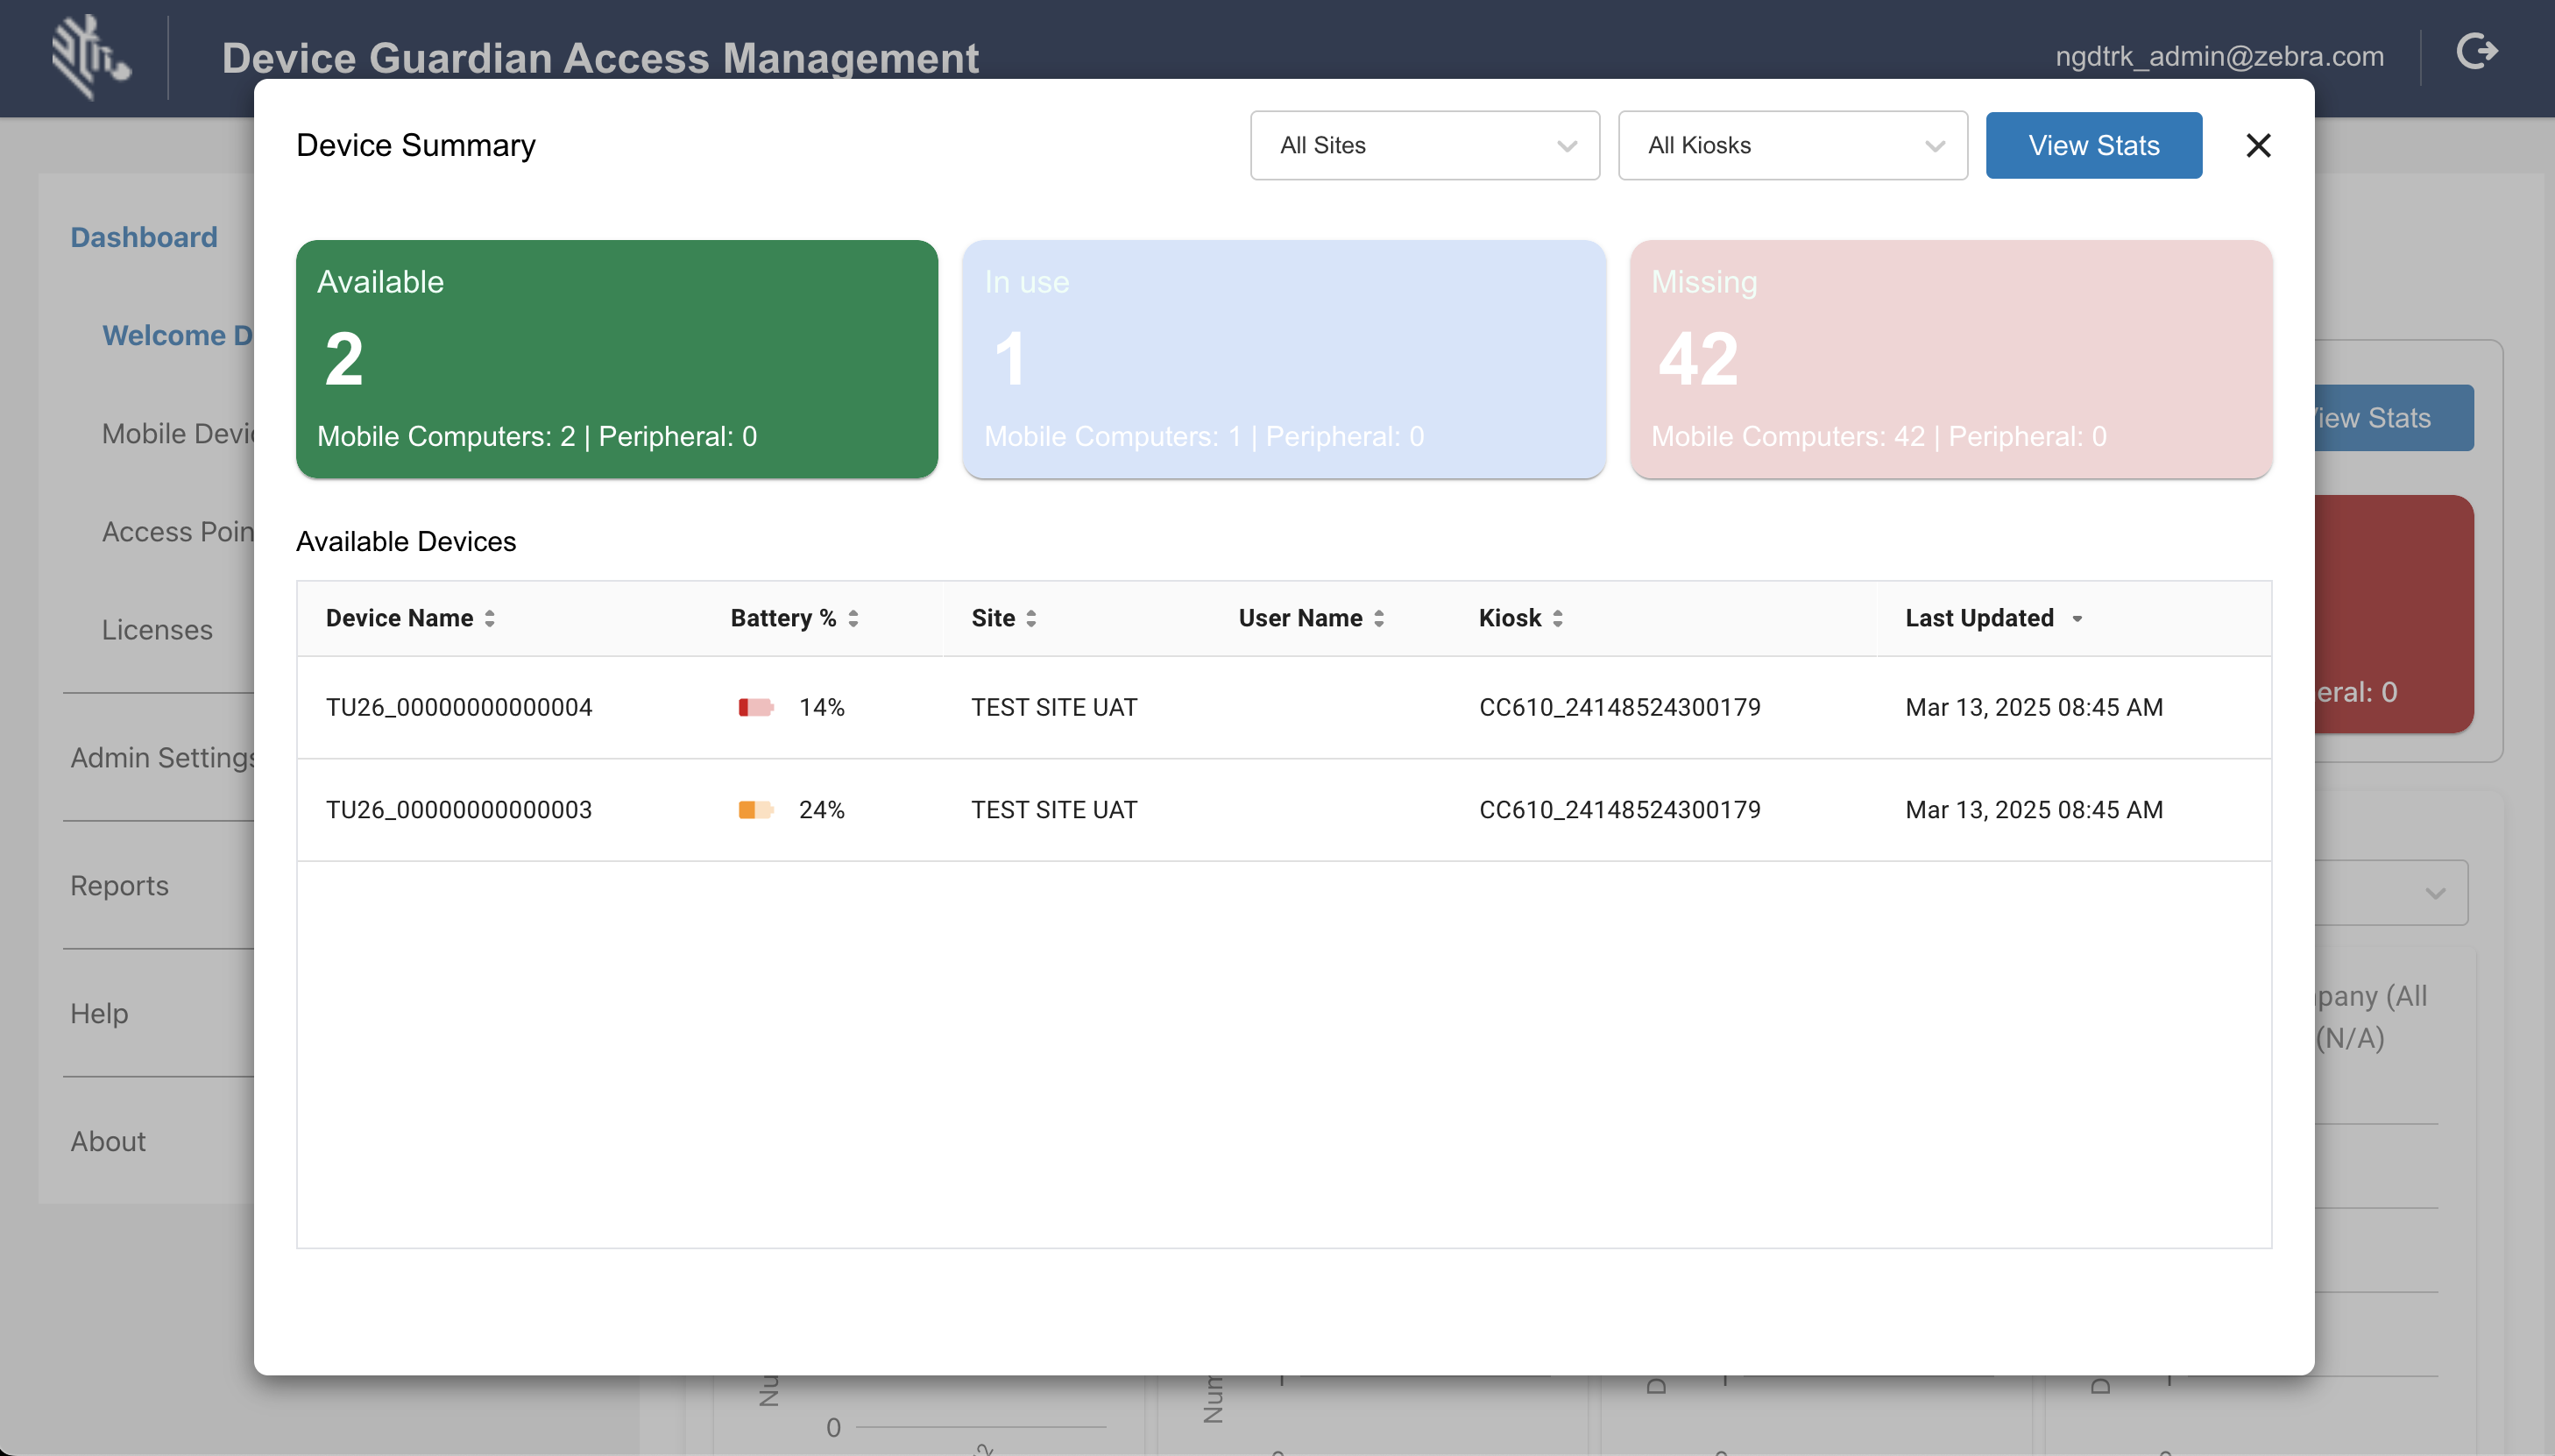 Device Guardian Access Management
ngdtrk_admin@zebra.com
Device Summary
All Sites
All Kiosks
View Stats
Dashboard
Welcome D
Mobile Devi
Access Poin
Licenses
Admin Settings
Reports
Help
About
Available
2
Mobile Computers: 2 | Peripheral: 0
In use
1
Mobile Computers: 1 | Peripheral: 0
Missing
42
Mobile Computers: 42 | Peripheral: 0
View Stats
eral: 0
Available Devices
Device Name Battery % Site User Name Kiosk Last Updated
TU26_00000000000004 14% TEST SITE UAT CC610_24148524300179 Mar 13, 2025 08:45 AM
TU26_00000000000003 24% TEST SITE UAT CC610_24148524300179 Mar 13, 2025 08:45 AM
pany (All
(N/A)
Nu
0
Num
D
D